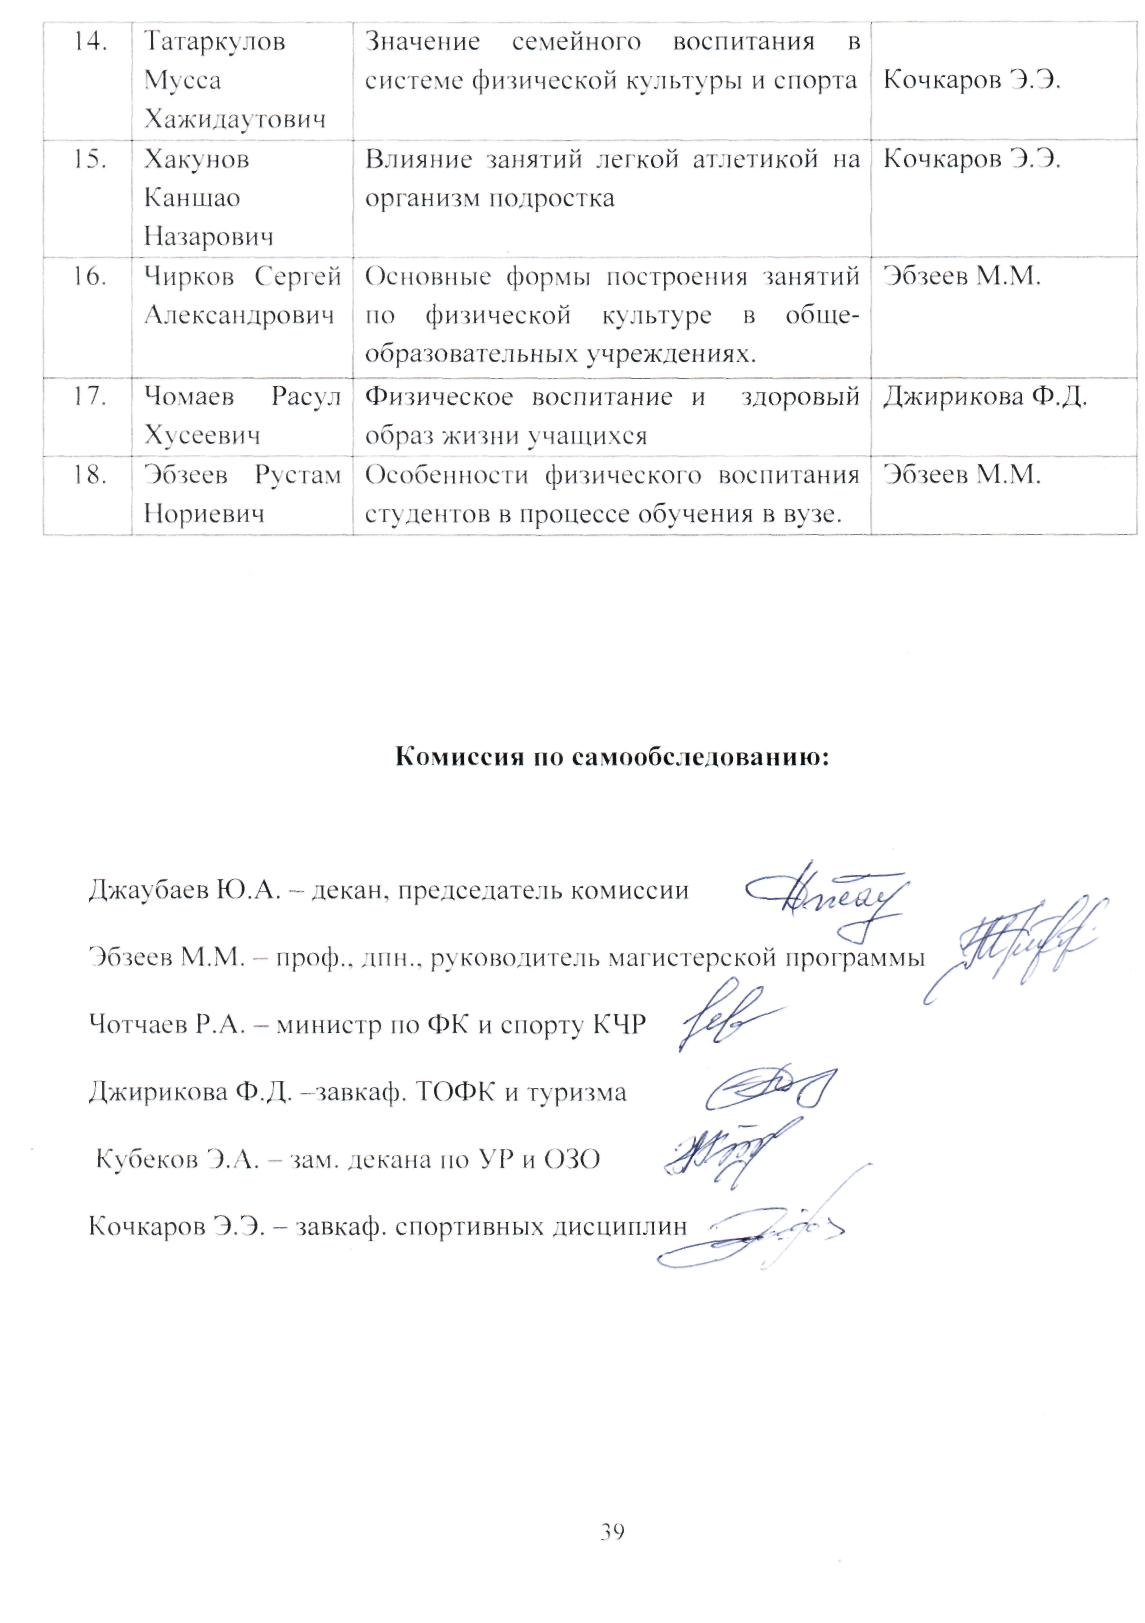 14. Татаркулов Значение семейного воспитания в
Мусса системе физической культуры и спорта Кочкаров Э.Э.
Хажидаутович
15. Хакунов Влияние занятий легкой атлетикой на Кочкаров Э.Э.
Каншао организм подростка
Назарович
16. Чирков Сергей Основные формы построения занятий Эбзеев М.М.
Александрович по физической культуре в обще-
образовательных учреждениях.
17. Чомаев Расул Физическое воспитание и здоровый Джирикова Ф.Д.
Хусеевич образ жизни учащихся
18. Эбзеев Рустам Особенности физического воспитания Эбзеев М.М.
Нориевич студентов в процессе обучения в вузе.
Комиссия по самообследованию:
Джаубаев Ю.А. – декан, председатель комиссии
Эбзеев М.М. – проф., дпн., руководитель магистерской программы
Чотчаев Р.А. – министр по ФК и спорту КЧР
Джирикова Ф.Д. –завкаф. ТОФК и туризма
Кубеков Э.А. – зам. декана по УР и ОЗО
Кочкаров Э.Э. – завкаф. спортивных дисциплин
39